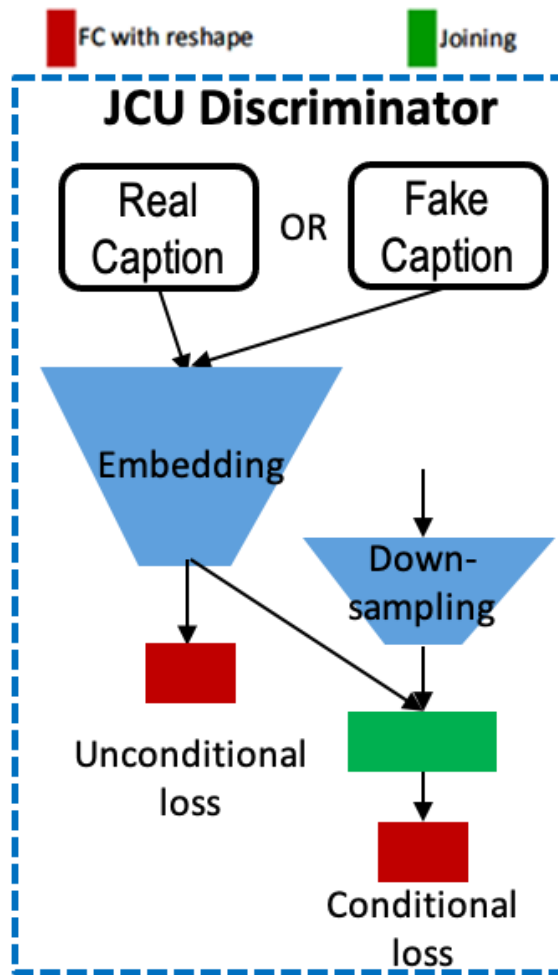 FC with reshape
Joining
JCU Discriminator
Real
Caption
OR
Fake
Caption
Embedding
Down-
sampling
Unconditional
loss
Conditional
loss